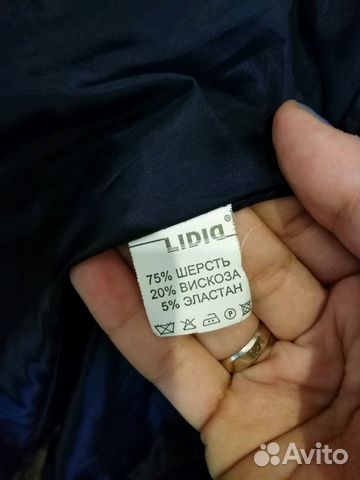 LIDIA®
75% ШЕРСТЬ
20% ВИСКОЗА
5% ЭЛАСТАН
P
Avito